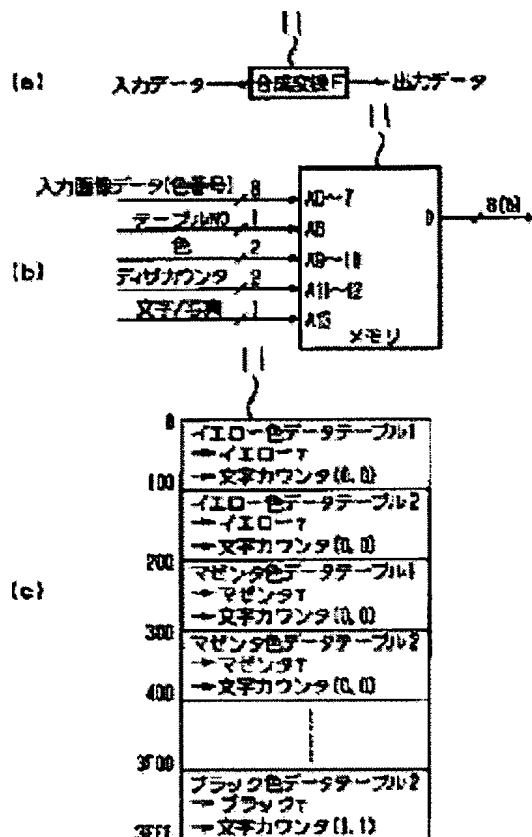 11
(a) 入力データ 合成変換F 出力データ
11
(b)
入力画像データ(色番号) 8 A0~7
テーブルNO 1 A8
色 2 A9~10
ディザカウンタ 2 A11~12
文字/写真 1 A13
D 8(b)
メモリ
11
(c)
0
イエロー色データテーブル1
→イエローγ
→文字カウンタ(0,0)
100
イエロー色データテーブル2
→イエローγ
→文字カウンタ(0,0)
200
マゼンタ色データテーブル1
→マゼンタγ
→文字カウンタ(0,0)
300
マゼンタ色データテーブル2
→マゼンタγ
→文字カウンタ(0,0)
400
3F00
ブラック色データテーブル2
→ブラックγ
→文字カウンタ(1,1)
3FFF